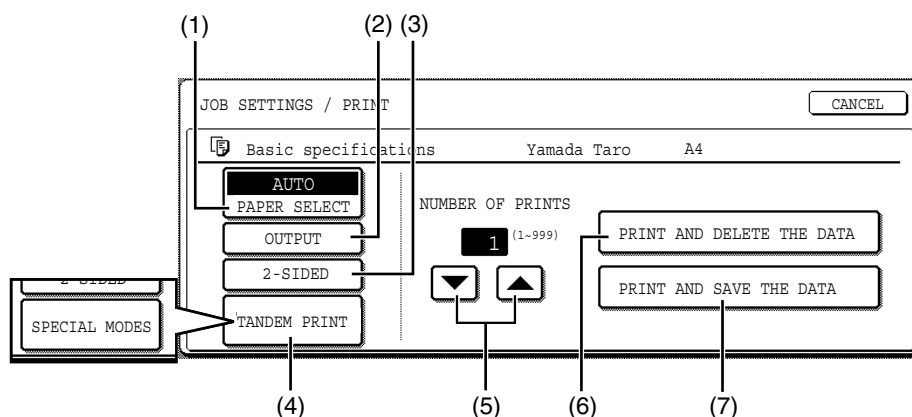 (1) (2) (3)
JOB SETTINGS / PRINT
CANCEL
Basic specifications Yamada Taro A4
AUTO
PAPER SELECT
OUTPUT
2-SIDED
TANDEM PRINT
2-SIDED
SPECIAL MODES
NUMBER OF PRINTS
1 (1~999)
PRINT AND DELETE THE DATA
PRINT AND SAVE THE DATA
(4) (5) (6) (7)